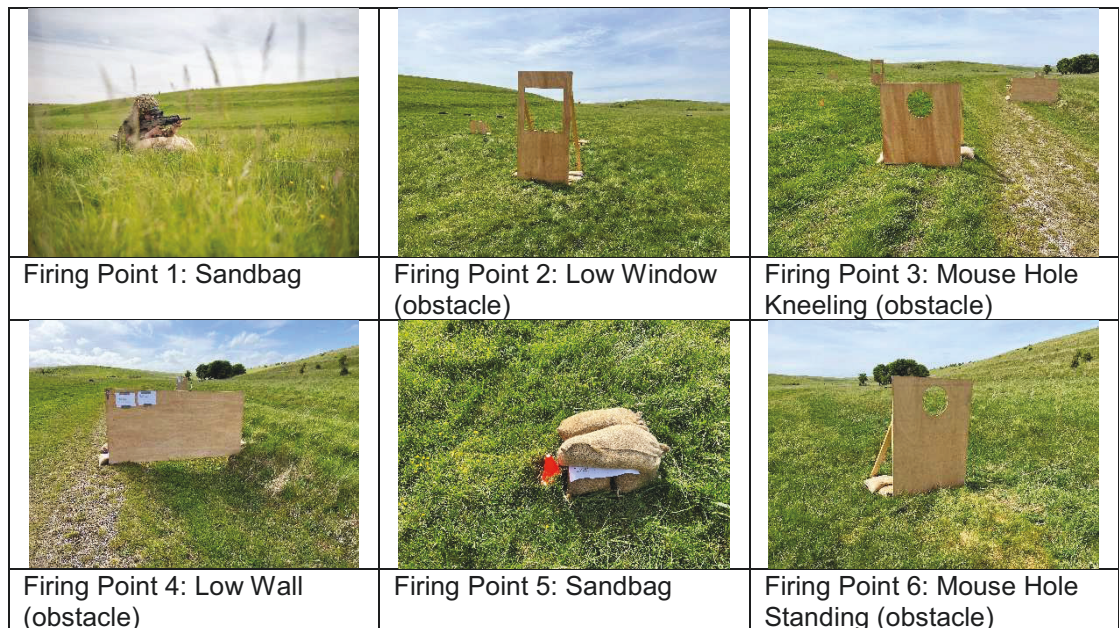 Firing Point 1: Sandbag
Firing Point 2: Low Window
(obstacle)
Firing Point 3: Mouse Hole
Kneeling (obstacle)
Firing Point 4: Low Wall
(obstacle)
Firing Point 5: Sandbag
Firing Point 6: Mouse Hole
Standing (obstacle)